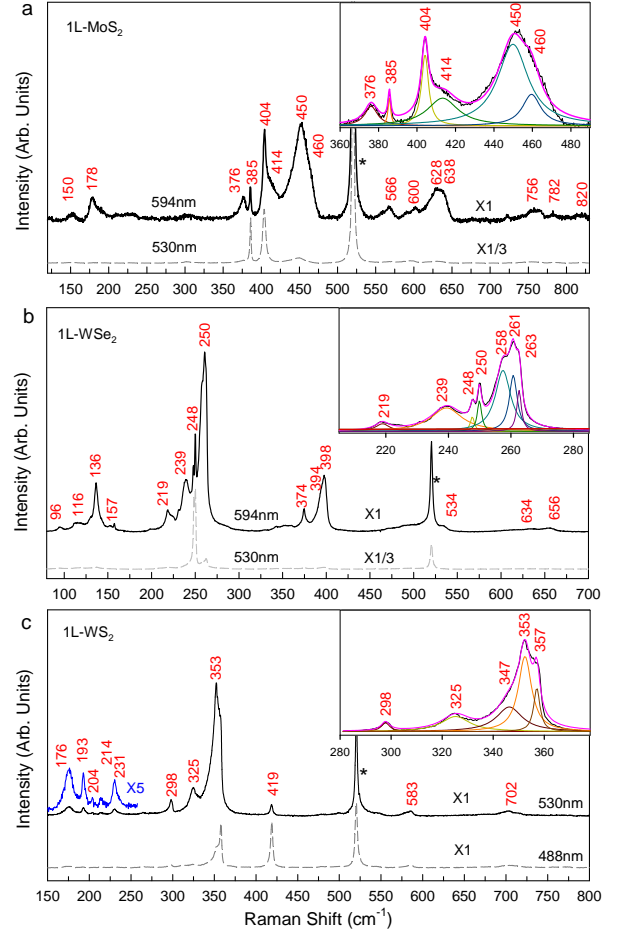 a
1L-MoS2
Intensity (Arb. Units)
150
178
376
385
404
414
450
460
*
566
600
628
638
756
782
820
594nm
X1
530nm
X1/3
150 200 250 300 350 400 450 500 550 600 650 700 750 800
376
385
404
414
450
460
360 380 400 420 440 460 480
b
1L-WSe2
Intensity (Arb. Units)
96
116
136
157
219
239
248
250
374
394
398
*
534
634
656
594nm
X1
530nm
X1/3
100 150 200 250 300 350 400 450 500 550 600 650 700
219
239
248
250
258
261
263
220 240 260 280
c
1L-WS2
Intensity (Arb. Units)
176
193
204
214
231
X5
298
325
353
419
*
583
702
X1
530nm
X1
488nm
150 200 250 300 350 400 450 500 550 600 650 700 750 800
298
325
347
353
357
280 300 320 340 360
Raman Shift (cm-1)